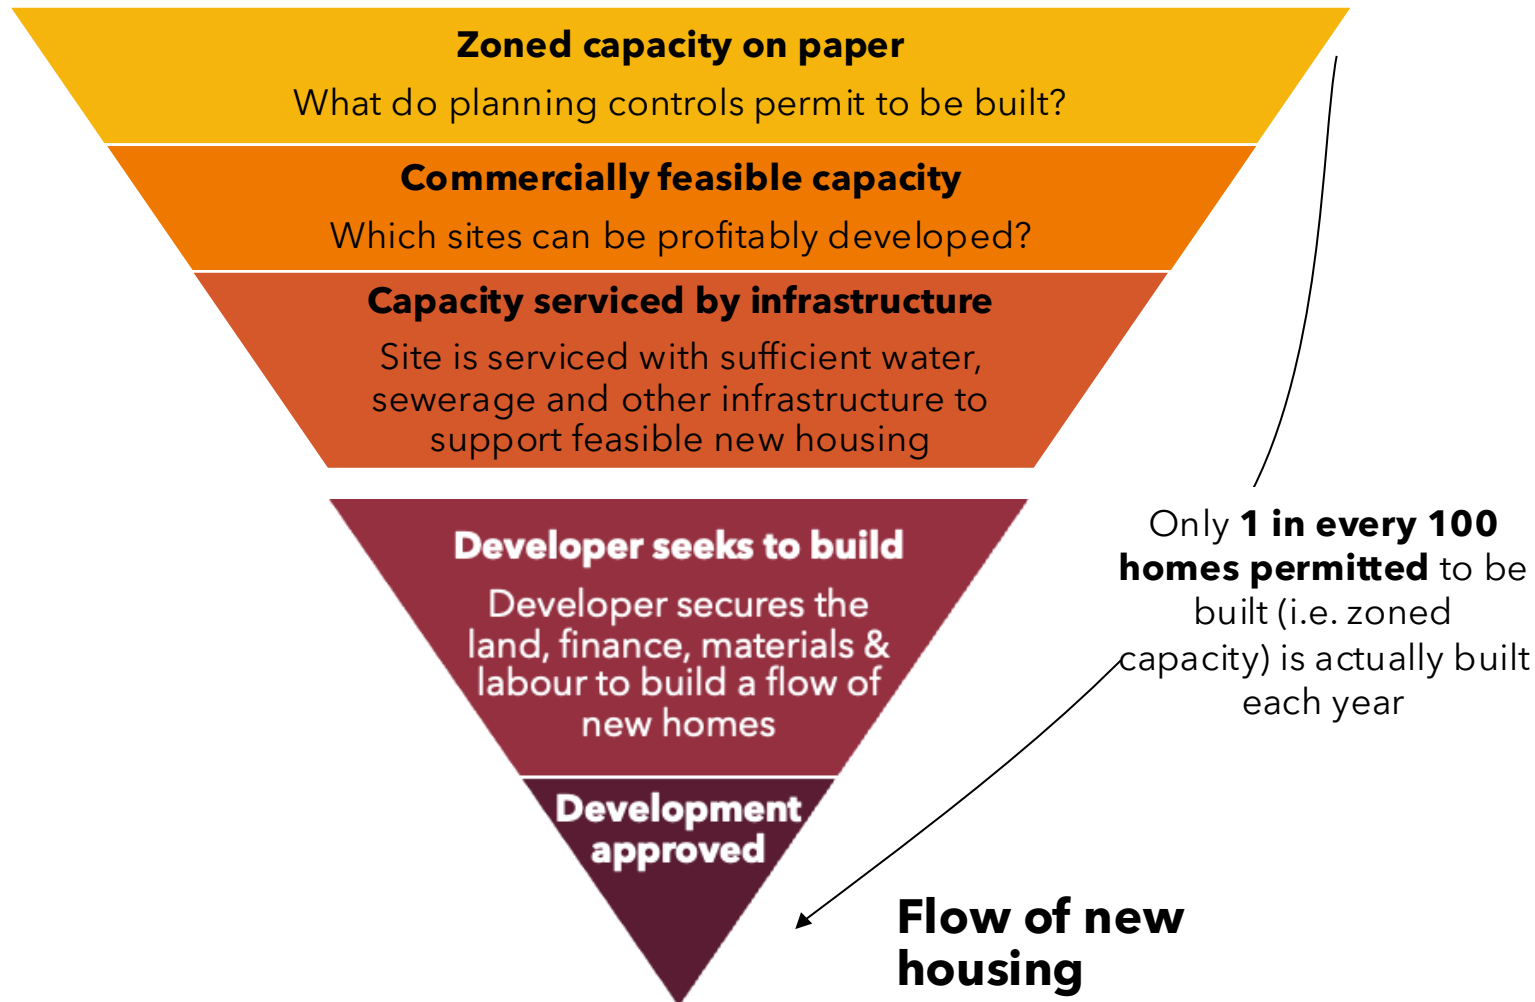 Zoned capacity on paper
What do planning controls permit to be built?
Commercially feasible capacity
Which sites can be profitably developed?
Capacity serviced by infrastructure
Site is serviced with sufficient water,
sewerage and other infrastructure to
support feasible new housing
Developer seeks to build
Developer secures the
land, finance, materials &
labour to build a flow of
new homes
Development
approved
Only 1 in every 100
homes permitted to be
built (i.e. zoned
capacity) is actually built
each year
Flow of new
housing